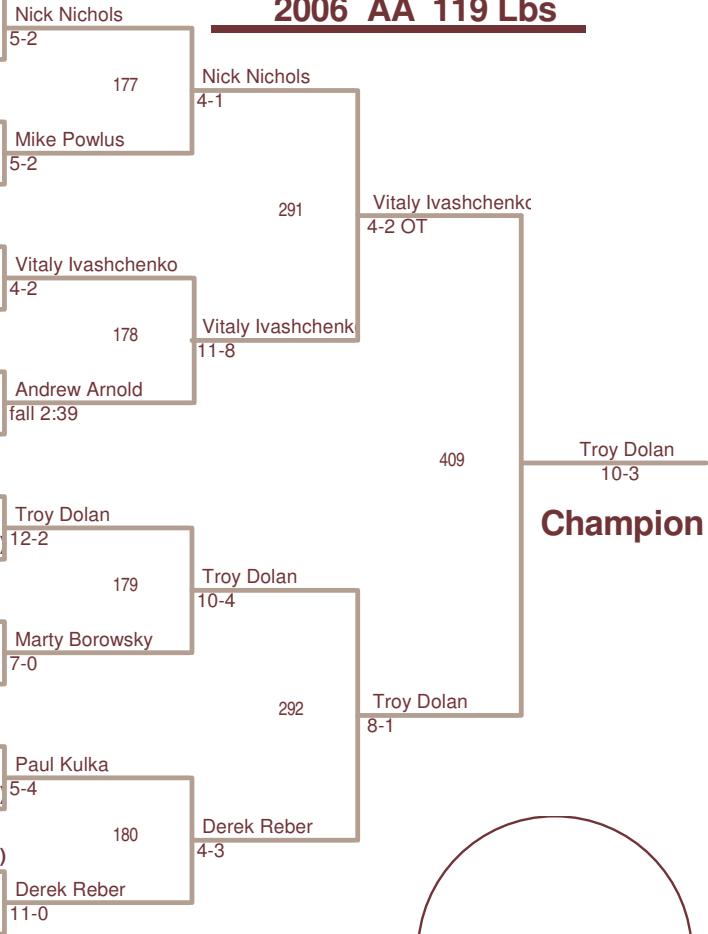 2006 AA 119 Lbs
Nick Nichols
5-2
177
Nick Nichols
4-1
Mike Powlus
5-2
291
Vitaly Ivashchenko
4-2 OT
Vitaly Ivashchenko
4-2
178
Vitaly Ivashchenk
11-8
Andrew Arnold
fall 2:39
409
Troy Dolan
10-3
Champion
Troy Dolan
12-2
179
Troy Dolan
10-4
Marty Borowsky
7-0
292
Troy Dolan
8-1
Paul Kulka
5-4
180
Derek Reber
4-3
)
Derek Reber
11-0